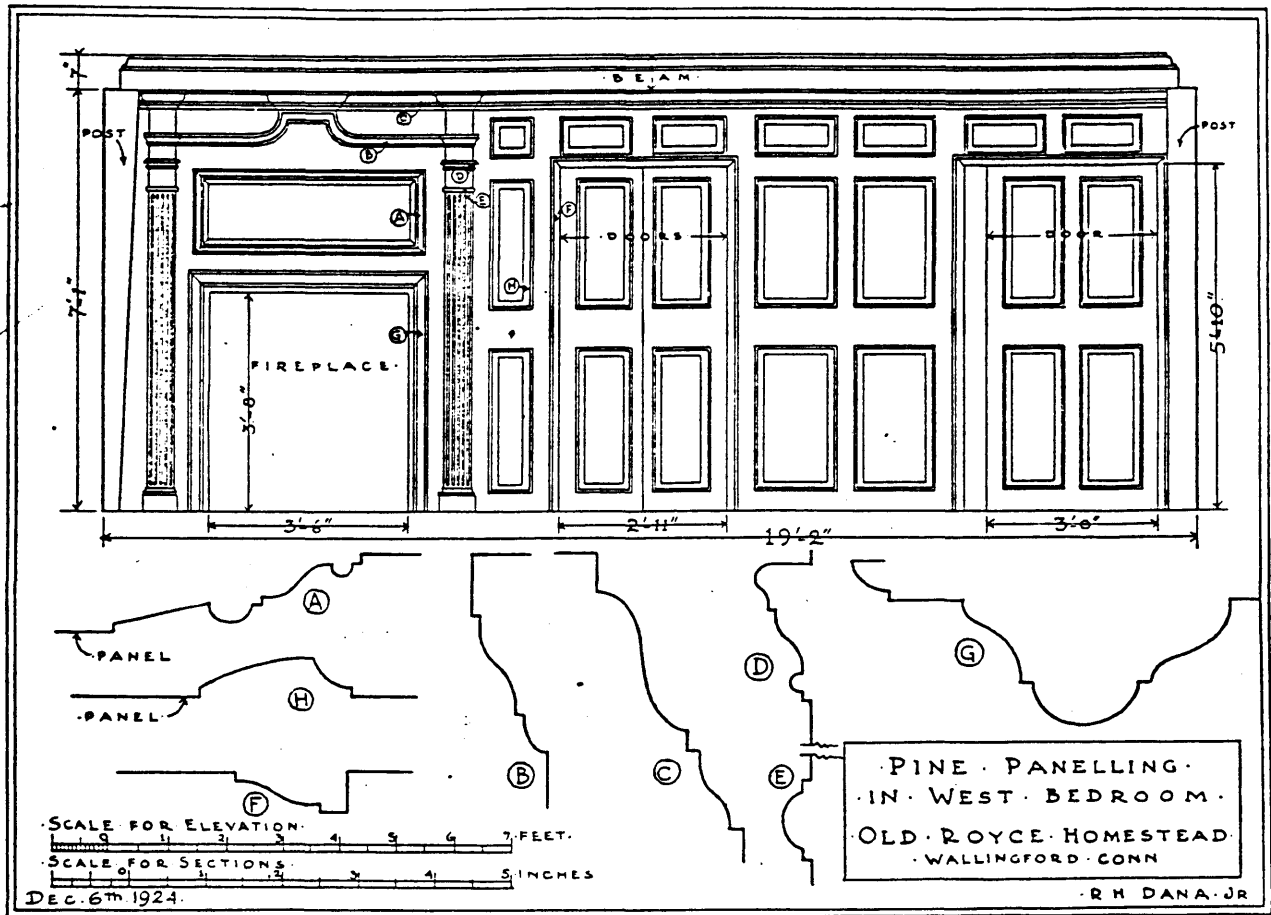 7"
·BEAM·
POST
POST
C
B
D
E
A
F
·DOORS
DOOR
H
7'-1"
G
5'-10"
FIREPLACE·
3'-8"
3'-6"
2'-11"
3'-0"
19'-2"
A
·PANEL
H
·PANEL·
F
B
C
D
E
G
·SCALE·FOR·ELEVATION·
0 1 2 3 4 5 6 7·FEET·
·SCALE·FOR·SECTIONS·
0 1 2 3 4 5·INCHES
DEC. 6TH 1924.
·PINE·PANELLING·
·IN·WEST·BEDROOM·
·OLD·ROYCE·HOMESTEAD·
·WALLINGFORD·CONN
·R H DANA·JR